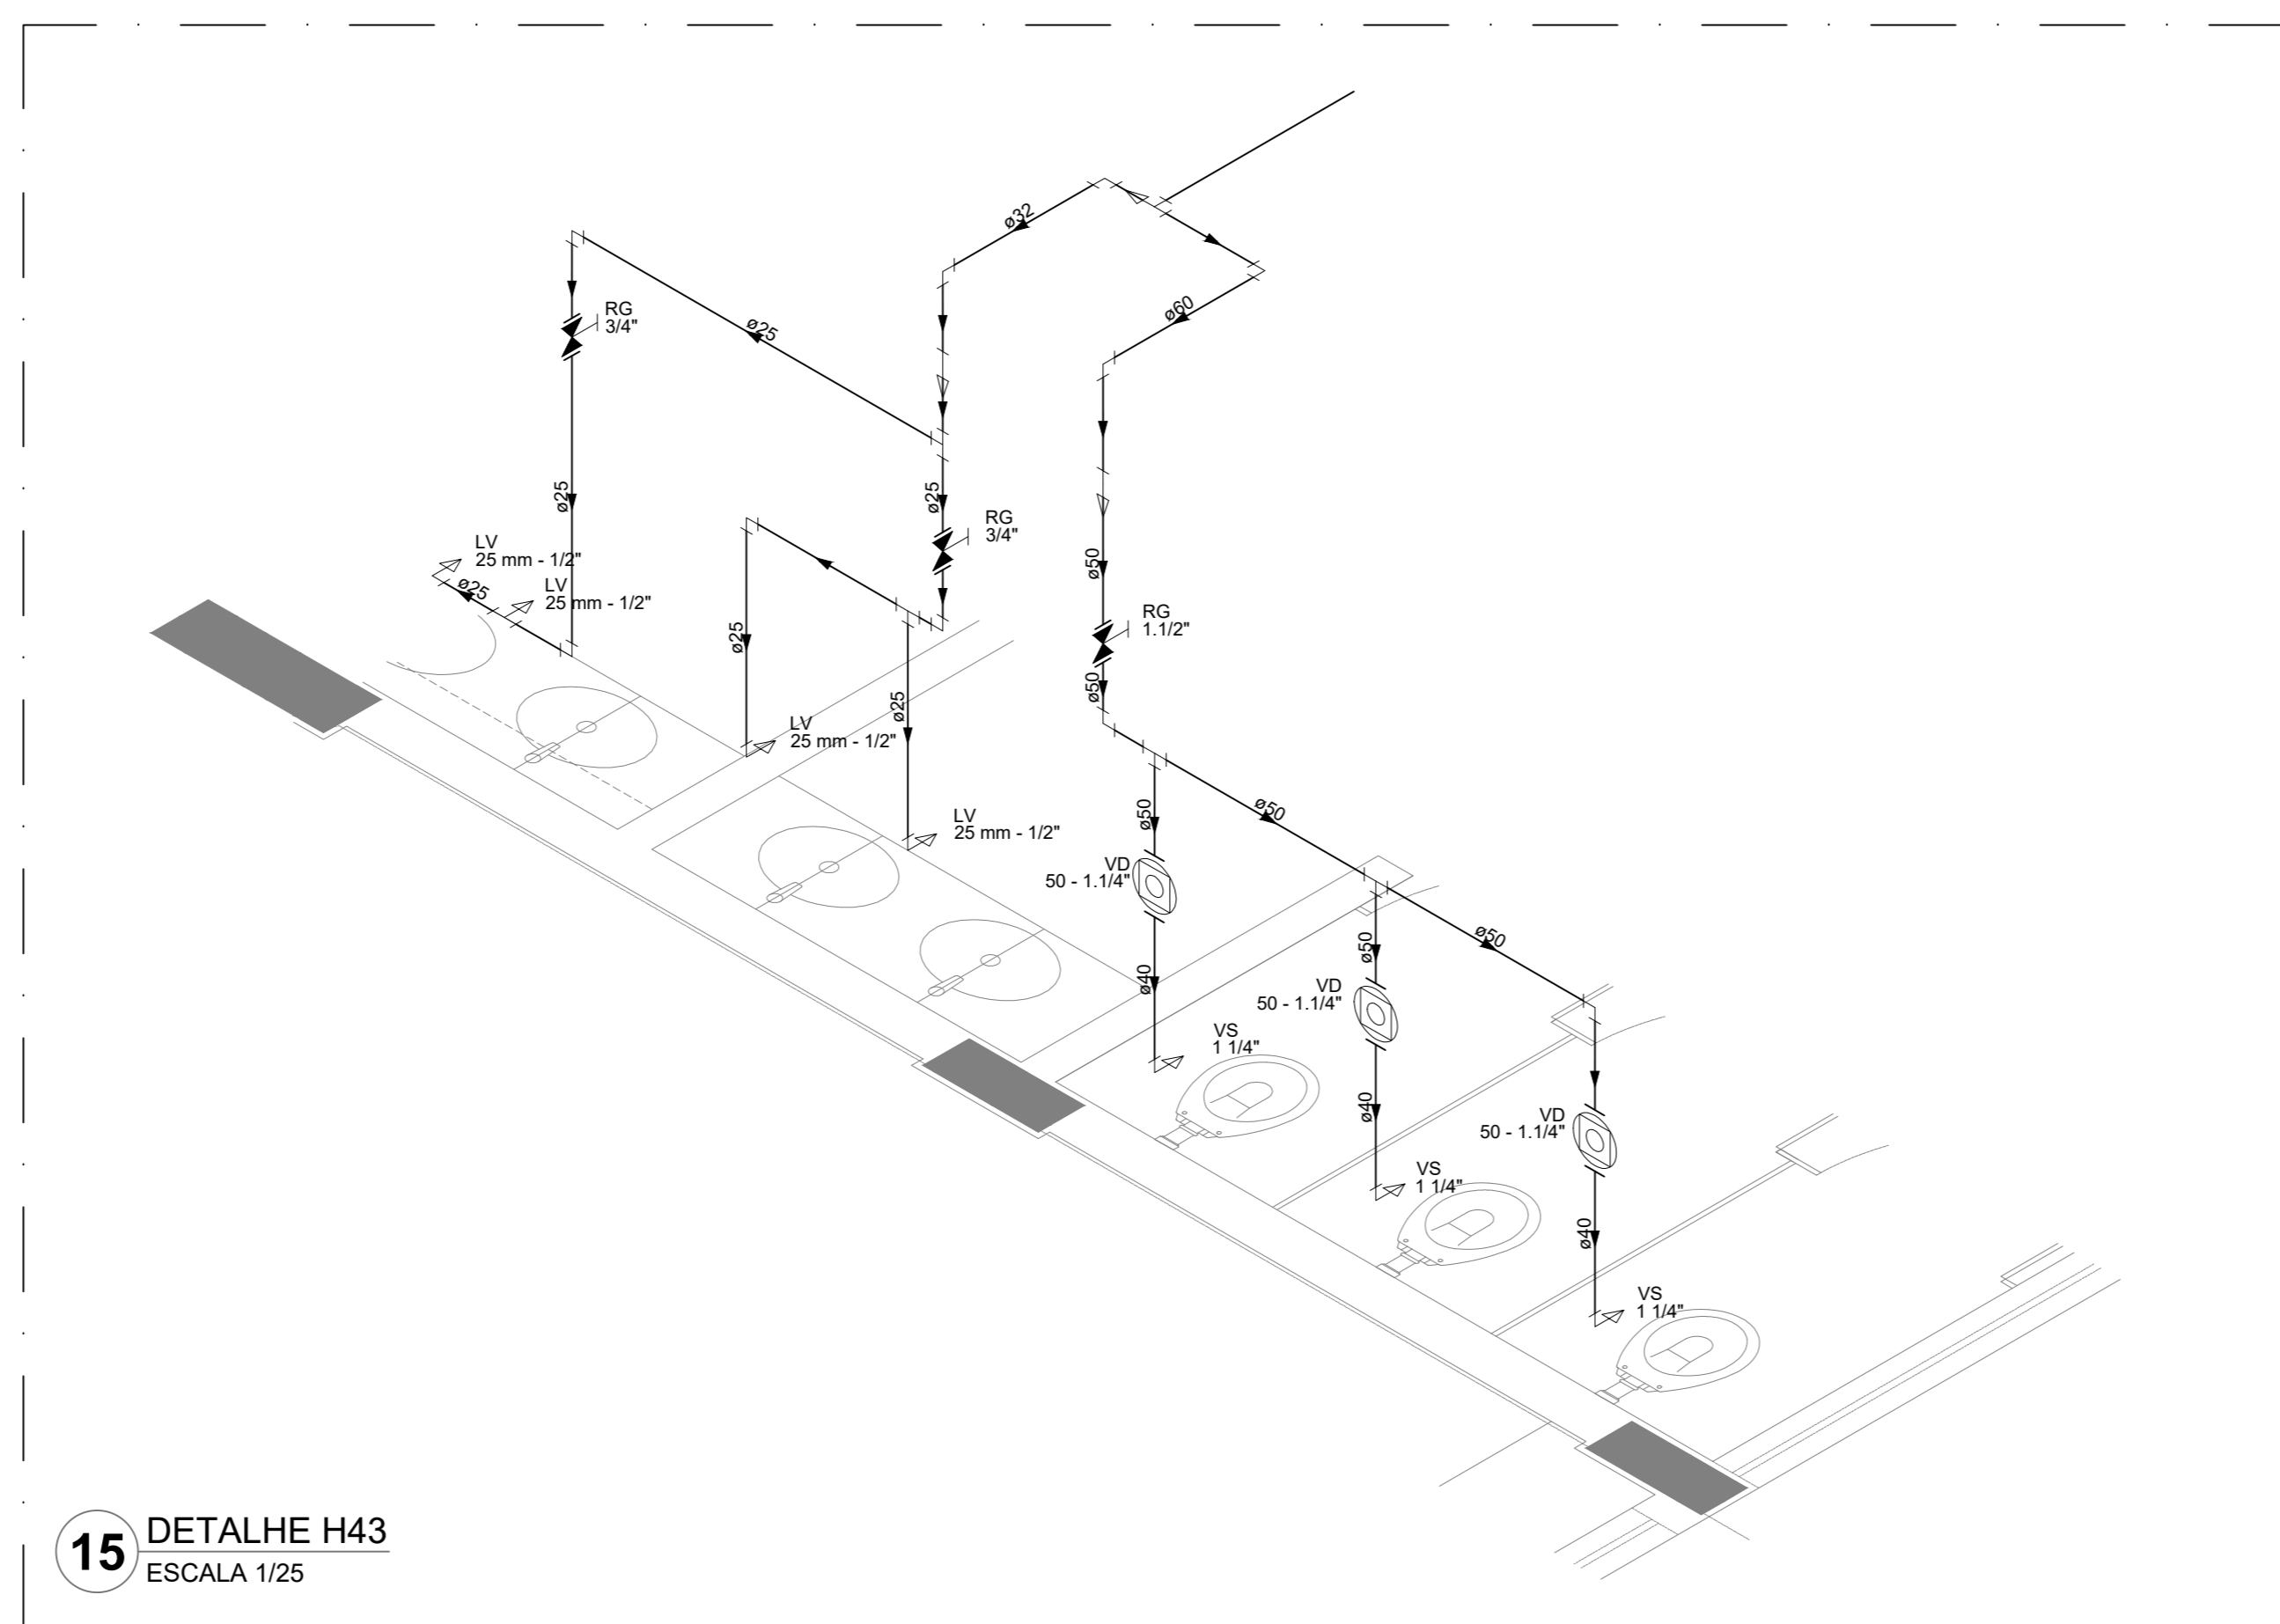 ø32
ø60
RG
3/4"
ø25
ø25
ø25
RG
3/4"
LV
25 mm - 1/2"
ø25
LV
25 mm - 1/2"
ø50
RG
1.1/2"
ø25
ø50
ø25
LV
25 mm - 1/2"
LV
25 mm - 1/2"
ø50
ø50
VD
50 - 1.1/4"
ø50
ø50
ø40
VD
50 - 1.1/4"
VS
1 1/4"
ø40
VD
50 - 1.1/4"
VS
1 1/4"
ø40
VS
1 1/4"
15
DETALHE H43
ESCALA 1/25